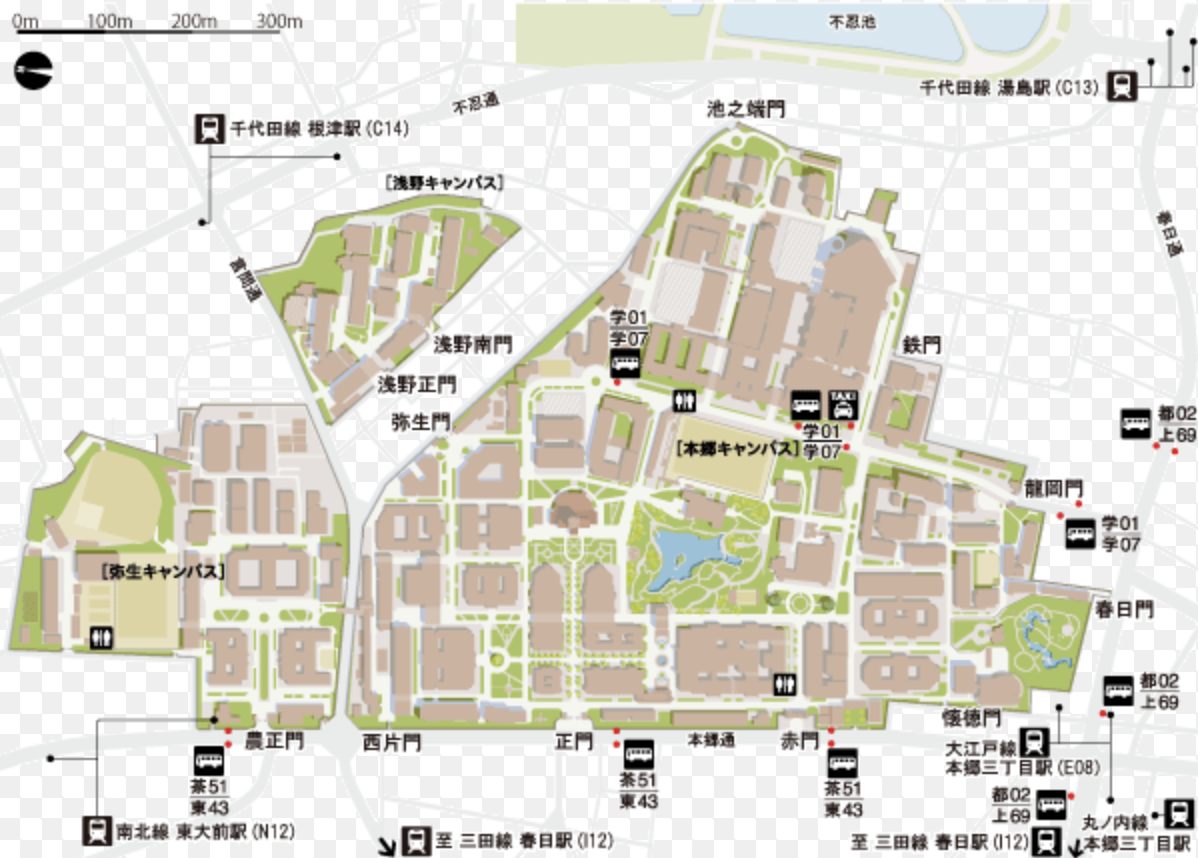 0m 100m 200m 300m
不忍池
千代田線 湯島駅(C13)
不忍通
池之端門
千代田線 根津駅(C14)
[浅野キャンパス]
春日通
言問通
学01
学07
浅野南門
鉄門
浅野正門
TAXI
弥生門
都02
上69
[本郷キャンパス]
学01
学07
龍岡門
学01
学07
[弥生キャンパス]
春日門
都02
上69
懐徳門
農正門
西片門
正門
本郷通
赤門
大江戸線
本郷三丁目駅(E08)
茶51
東43
茶51
東43
茶51
東43
都02
上69
丸ノ内線
本郷三丁目駅
南北線 東大前駅(N12)
至 三田線 春日駅(I12)
至 三田線 春日駅(I12)